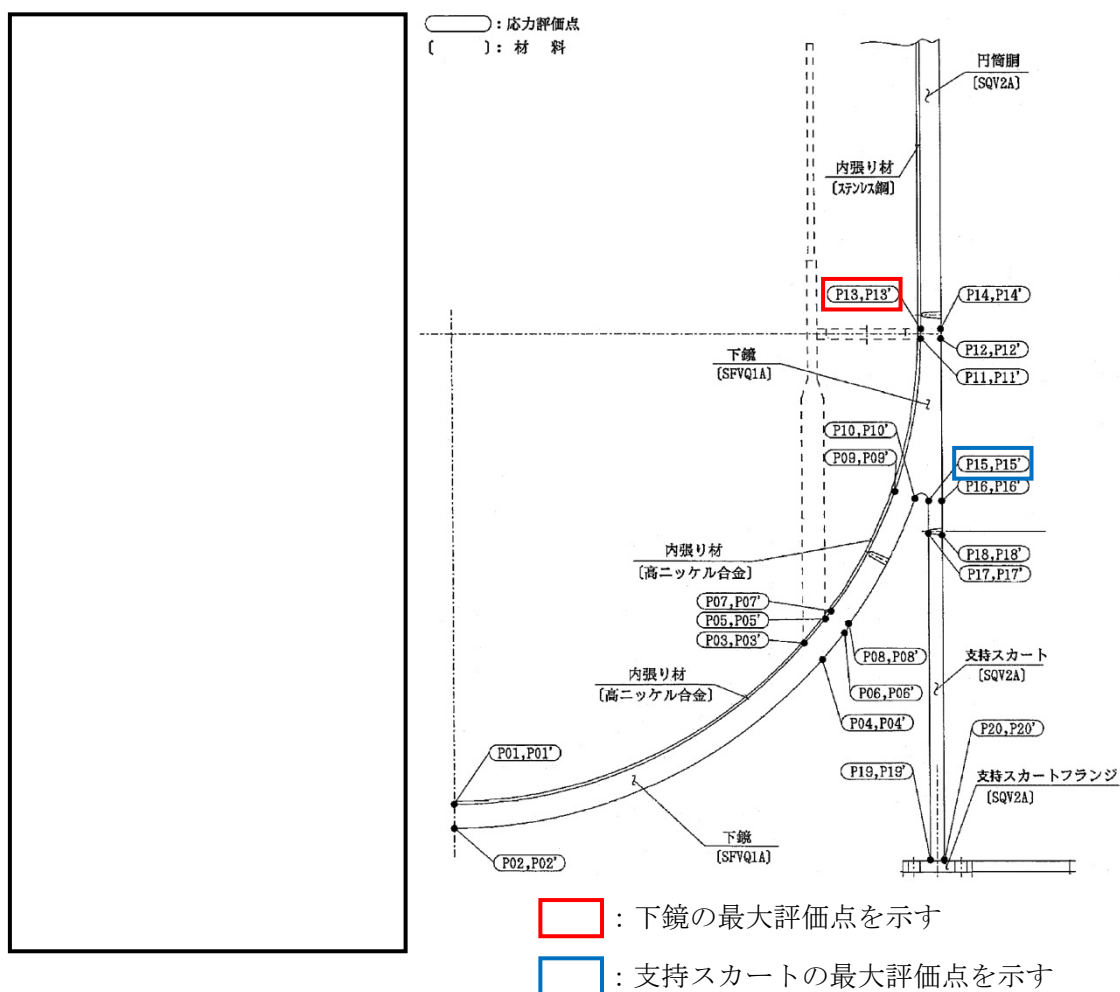 ：応力評価点
〔　　〕：材　料
円筒胴
〔SQV2A〕
内張り材
〔ステンレス鋼〕
P13,P13'
P14,P14'
P12,P12'
P11,P11'
下鏡
〔SFVQ1A〕
P10,P10'
P09,P09'
P15,P15'
P16,P16'
内張り材
〔高ニッケル合金〕
P18,P18'
P17,P17'
P07,P07'
P05,P05'
P03,P03'
P08,P08'
支持スカート
〔SQV2A〕
内張り材
〔高ニッケル合金〕
P06,P06'
P04,P04'
P20,P20'
P01,P01'
P19,P19'
支持スカートフランジ
〔SQV2A〕
下鏡
〔SFVQ1A〕
P02,P02'
：下鏡の最大評価点を示す
：支持スカートの最大評価点を示す